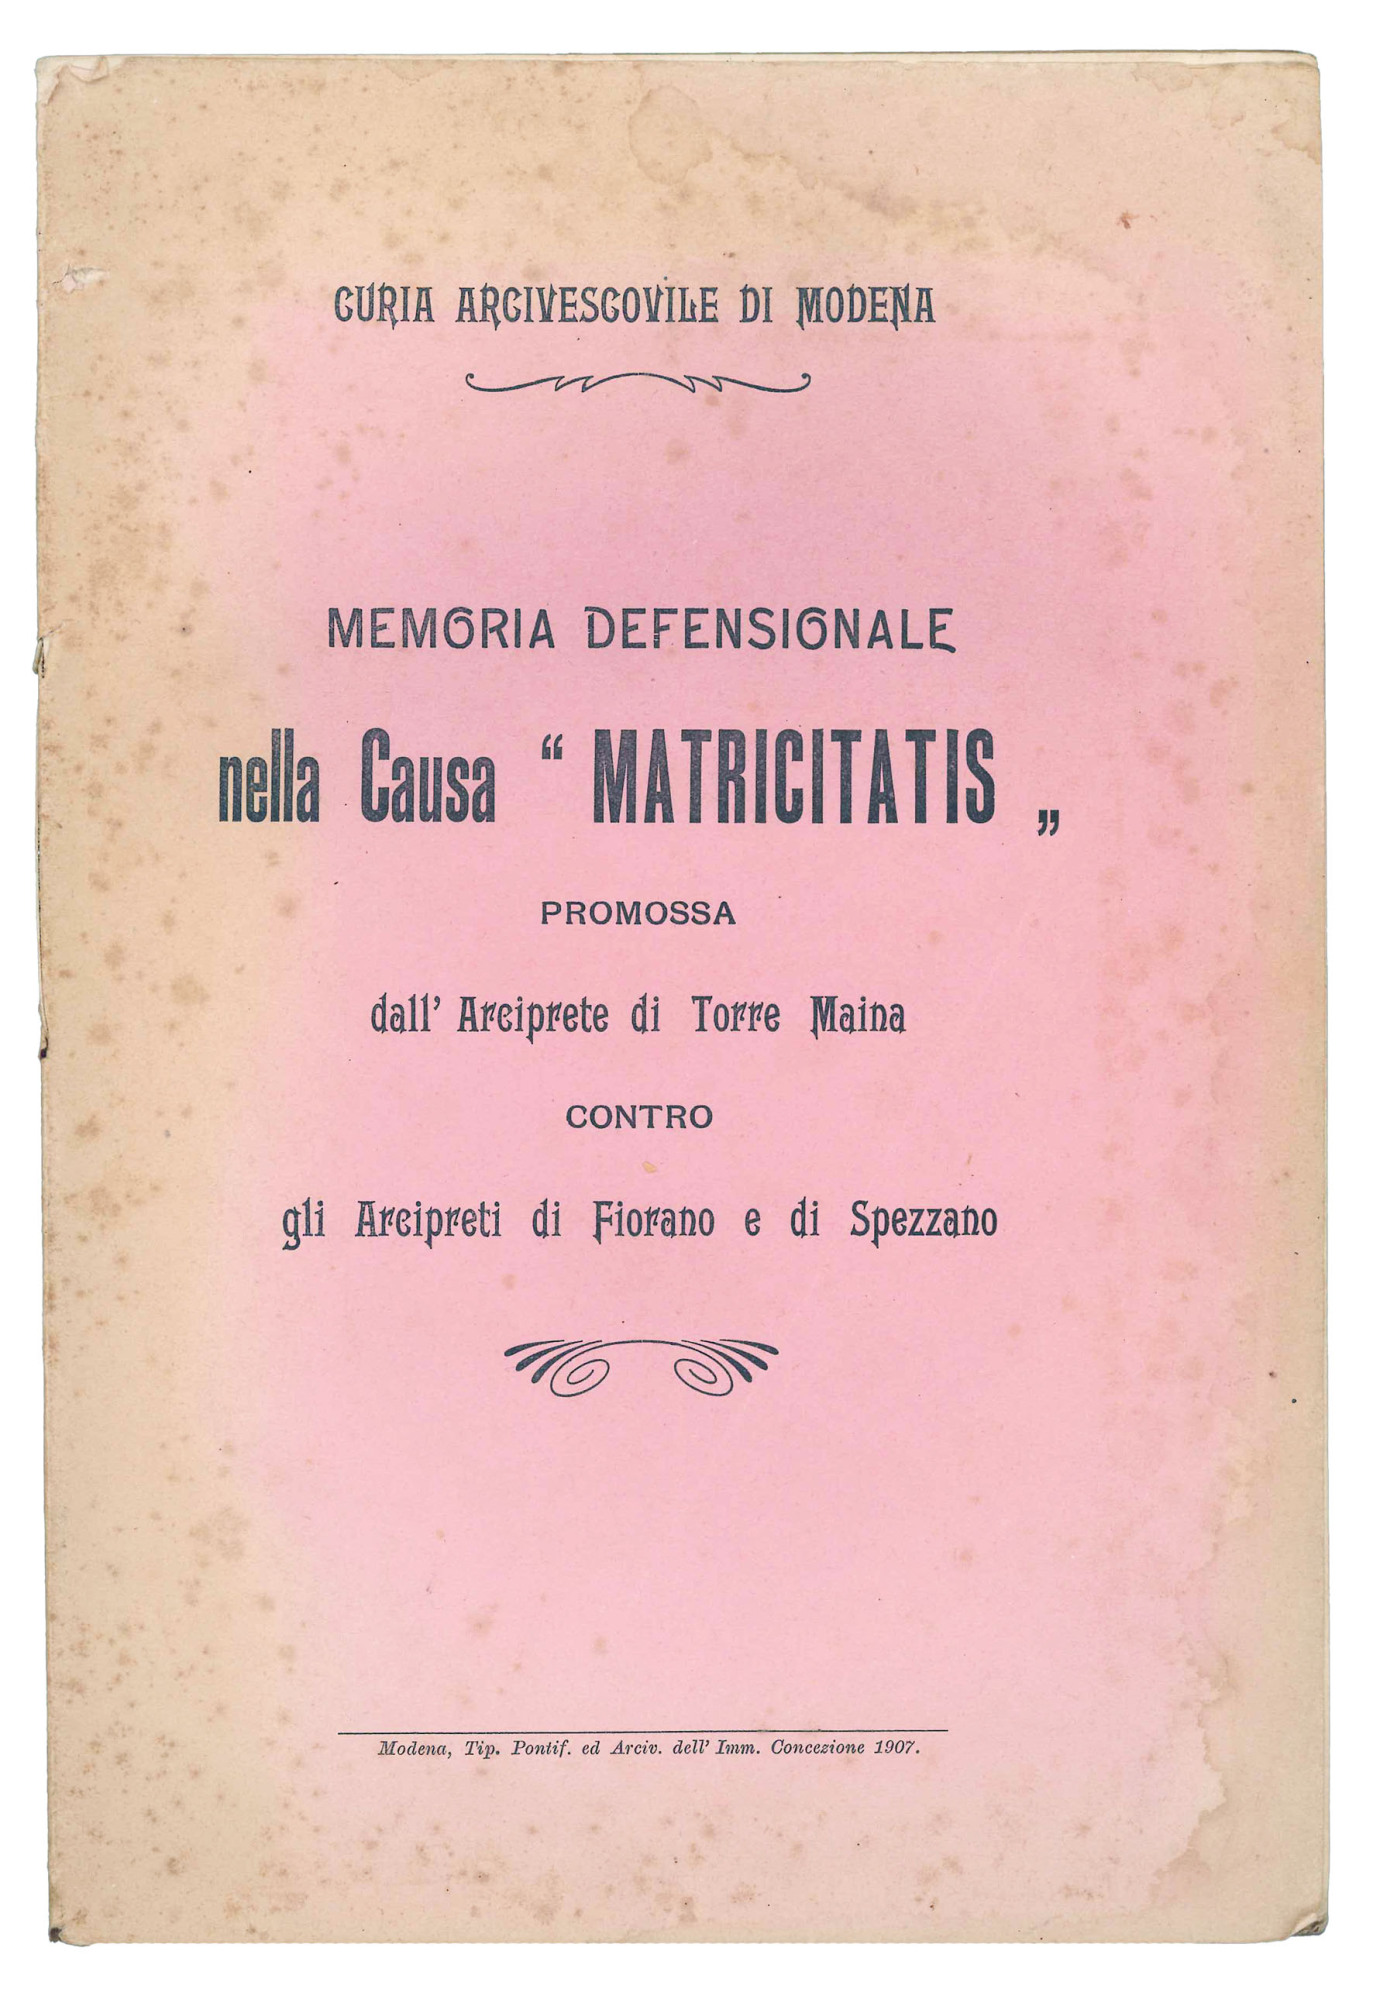 CURIA ARCIVESCOVILE DI MODENA
MEMORIA DEFENSIONALE
nella Causa “ MATRICITATIS „
PROMOSSA
dall' Arciprete di Torre Maina
CONTRO
gli Arcipreti di Fiorano e di Spezzano
Modena, Tip. Pontif. ed Arciv. dell' Imm. Concezione 1907.